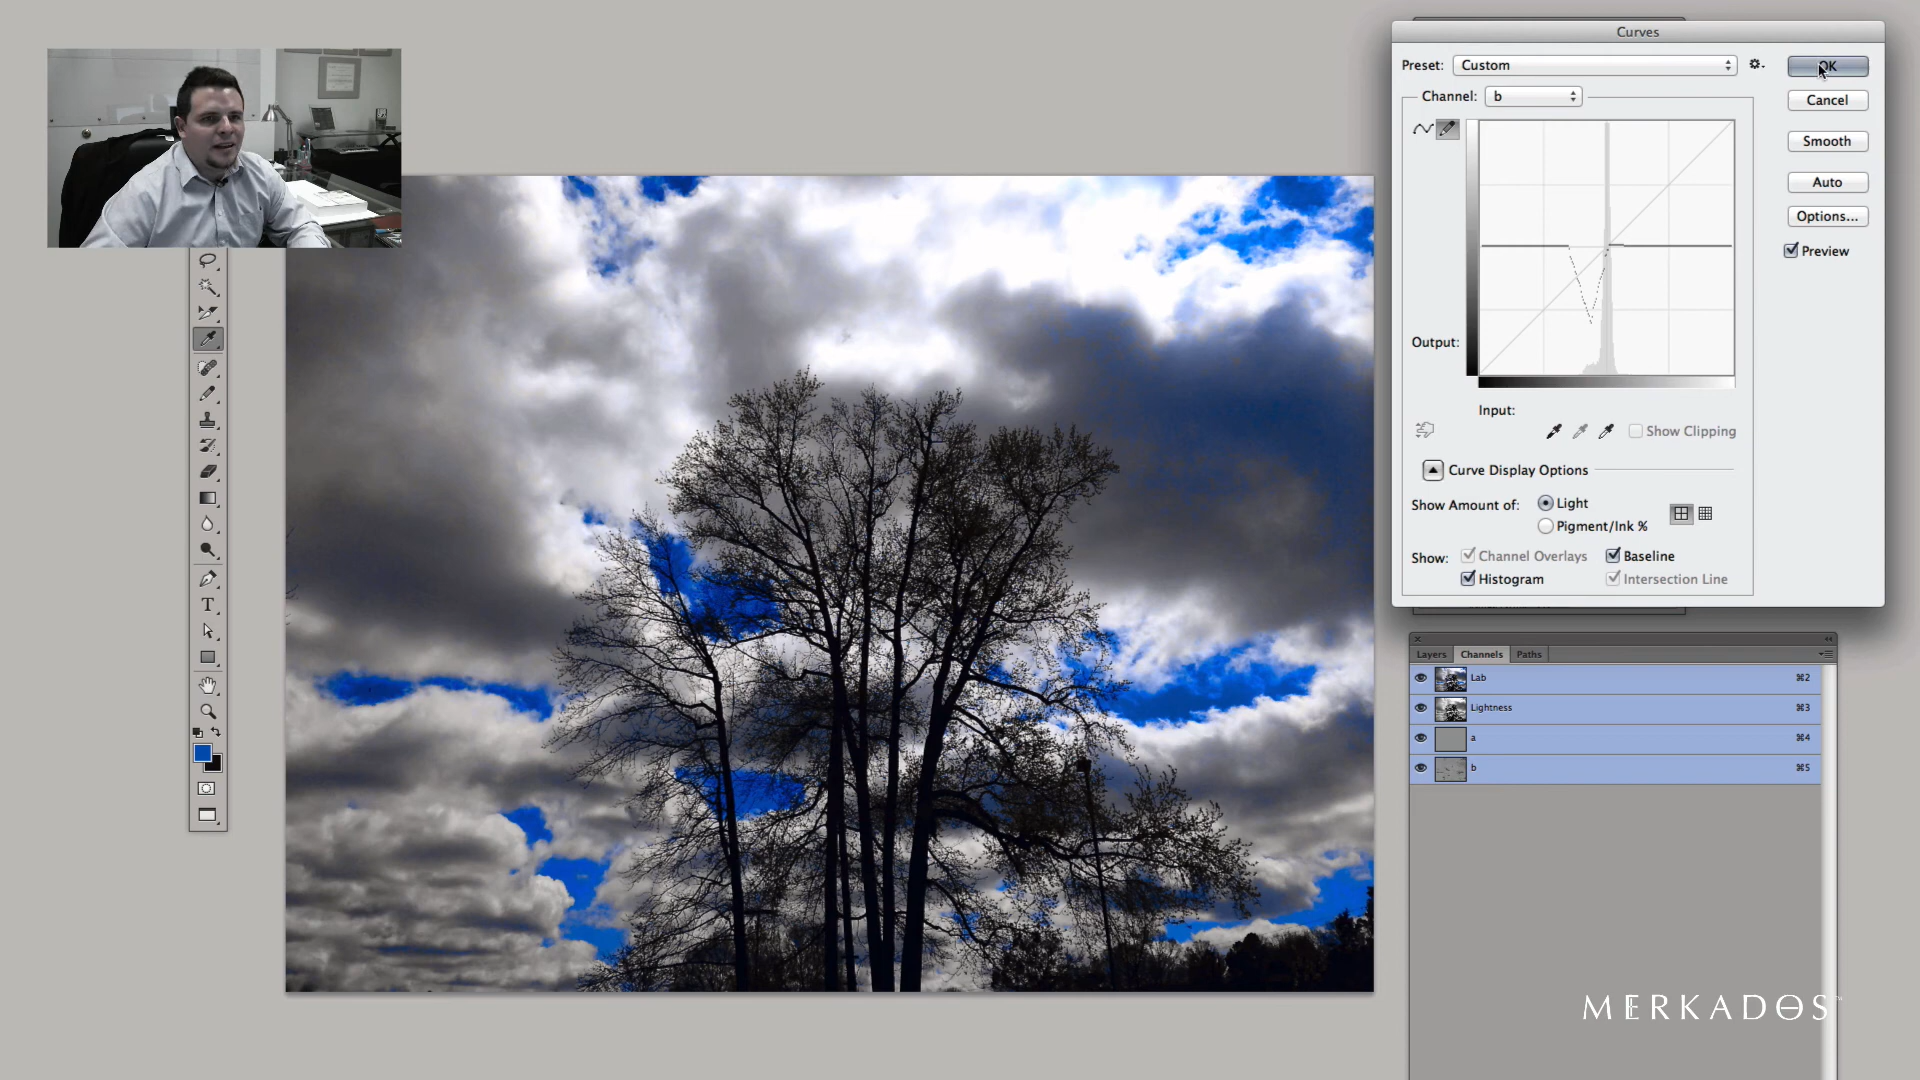 Curves
Preset: Custom
OK
Channel: b
Cancel
Smooth
Auto
Options...
Preview
Output:
Input:
Show Clipping
Curve Display Options
Show Amount of: Light
Pigment/Ink %
Show: Channel Overlays Baseline
Histogram Intersection Line
Layers Channels Paths
Lab ⌘2
Lightness ⌘3
a ⌘4
b ⌘5
T
MERKADOS